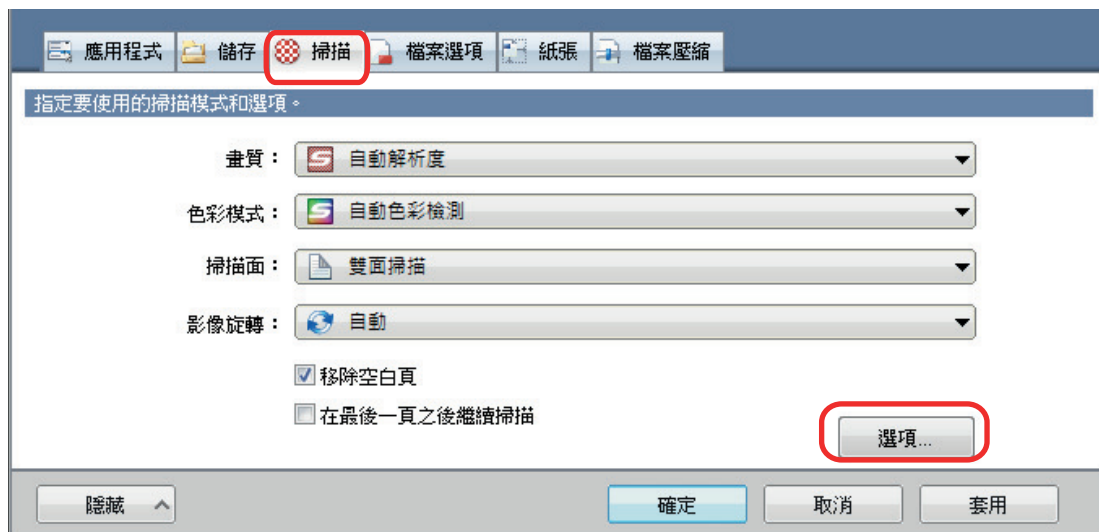 應用程式 儲存 掃描 檔案選項 紙張 檔案壓縮
指定要使用的掃描模式和選項。
畫質： 自動解析度
色彩模式： 自動色彩檢測
掃描面： 雙面掃描
影像旋轉： 自動
移除空白頁
在最後一頁之後繼續掃描
選項...
隱藏 確定 取消 套用